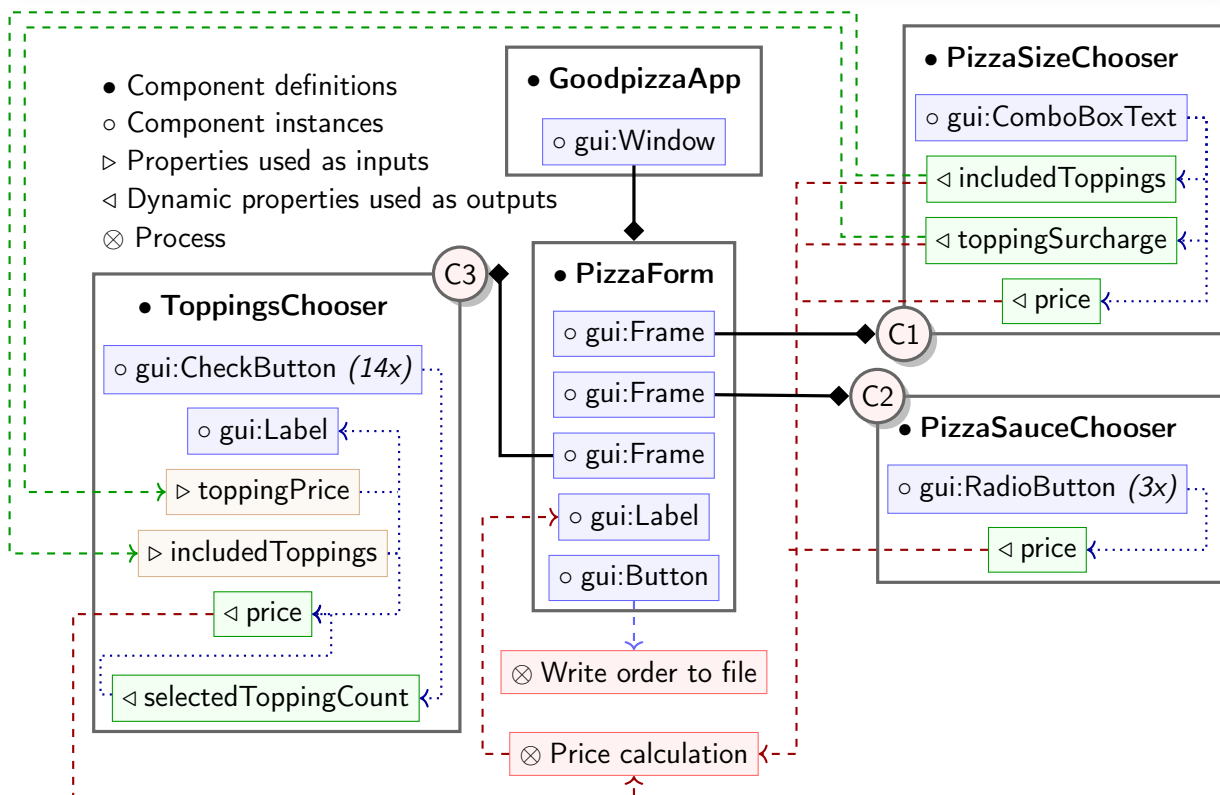 ● Component definitions
○ Component instances
▷ Properties used as inputs
◁ Dynamic properties used as outputs
⊗ Process
● GoodpizzaApp
○ gui:Window
● PizzaSizeChooser
○ gui:ComboBoxText
◁ includedToppings
◁ toppingSurcharge
◁ price
C1
C3
● ToppingsChooser
○ gui:CheckButton (14x)
○ gui:Label
▷ toppingPrice
▷ includedToppings
◁ price
◁ selectedToppingCount
● PizzaForm
○ gui:Frame
○ gui:Frame
○ gui:Frame
○ gui:Label
○ gui:Button
C2
● PizzaSauceChooser
○ gui:RadioButton (3x)
◁ price
⊗ Write order to file
⊗ Price calculation